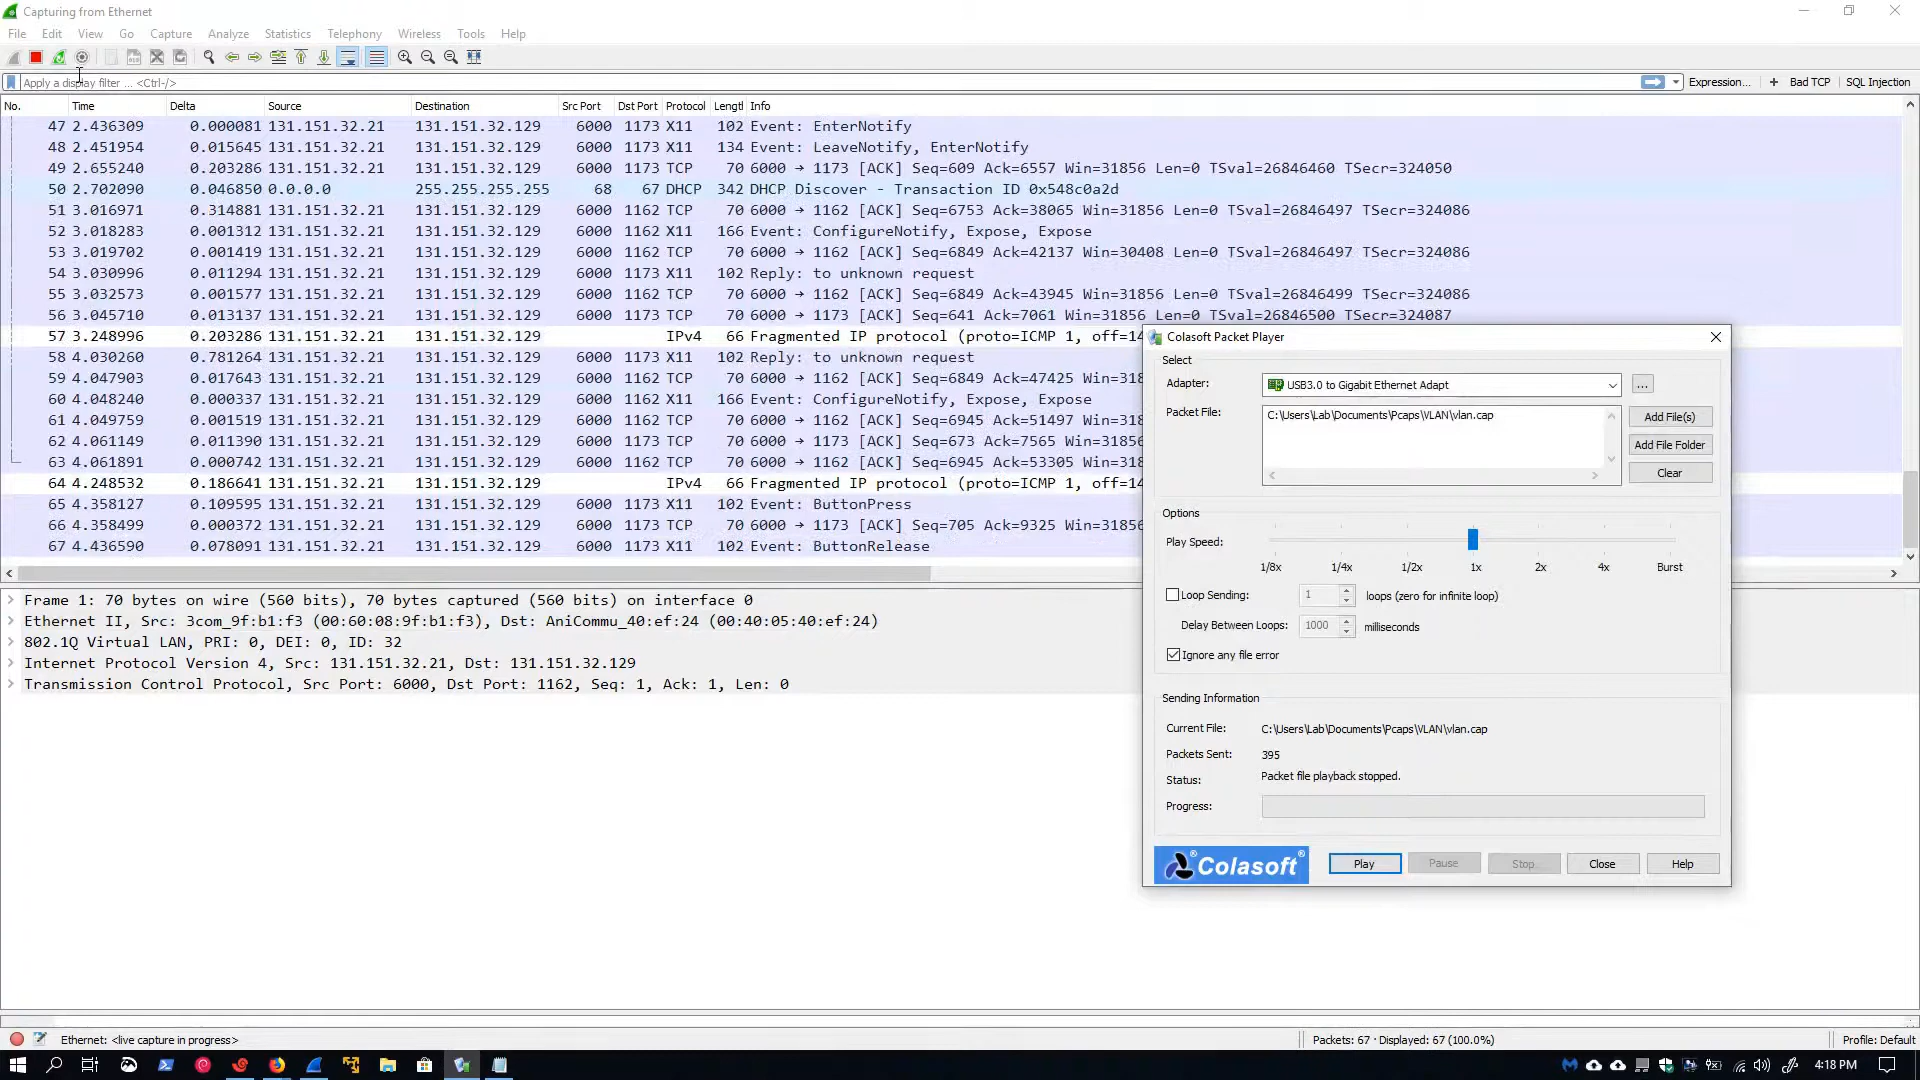 Capturing from Ethernet
File Edit View Go Capture Analyze Statistics Telephony Wireless Tools Help
Apply a display filter ... <Ctrl-/>
Expression... + Bad TCP SQL Injection
No. Time Delta Source Destination Src Port Dst Port Protocol Lengtl Info
47 2.436309 0.000081 131.151.32.21 131.151.32.129 6000 1173 X11 102 Event: EnterNotify
48 2.451954 0.015645 131.151.32.21 131.151.32.129 6000 1173 X11 134 Event: LeaveNotify, EnterNotify
49 2.655240 0.203286 131.151.32.21 131.151.32.129 6000 1173 TCP 70 6000 → 1173 [ACK] Seq=609 Ack=6557 Win=31856 Len=0 TSval=26846460 TSecr=324050
50 2.702090 0.046850 0.0.0.0 255.255.255.255 68 67 DHCP 342 DHCP Discover - Transaction ID 0x548c0a2d
51 3.016971 0.314881 131.151.32.21 131.151.32.129 6000 1162 TCP 70 6000 → 1162 [ACK] Seq=6753 Ack=38065 Win=31856 Len=0 TSval=26846497 TSecr=324086
52 3.018283 0.001312 131.151.32.21 131.151.32.129 6000 1162 X11 166 Event: ConfigureNotify, Expose, Expose
53 3.019702 0.001419 131.151.32.21 131.151.32.129 6000 1162 TCP 70 6000 → 1162 [ACK] Seq=6849 Ack=42137 Win=30408 Len=0 TSval=26846497 TSecr=324086
54 3.030996 0.011294 131.151.32.21 131.151.32.129 6000 1173 X11 102 Reply: to unknown request
55 3.032573 0.001577 131.151.32.21 131.151.32.129 6000 1162 TCP 70 6000 → 1162 [ACK] Seq=6849 Ack=43945 Win=31856 Len=0 TSval=26846499 TSecr=324086
56 3.045710 0.013137 131.151.32.21 131.151.32.129 6000 1173 TCP 70 6000 → 1173 [ACK] Seq=641 Ack=7061 Win=31856 Len=0 TSval=26846500 TSecr=324087
57 3.248996 0.203286 131.151.32.21 131.151.32.129 IPv4 66 Fragmented IP protocol (proto=ICMP 1, off=14
58 4.030260 0.781264 131.151.32.21 131.151.32.129 6000 1173 X11 102 Reply: to unknown request
59 4.047903 0.017643 131.151.32.21 131.151.32.129 6000 1162 TCP 70 6000 → 1162 [ACK] Seq=6849 Ack=47425 Win=318
60 4.048240 0.000337 131.151.32.21 131.151.32.129 6000 1162 X11 166 Event: ConfigureNotify, Expose, Expose
61 4.049759 0.001519 131.151.32.21 131.151.32.129 6000 1162 TCP 70 6000 → 1162 [ACK] Seq=6945 Ack=51497 Win=318
62 4.061149 0.011390 131.151.32.21 131.151.32.129 6000 1173 TCP 70 6000 → 1173 [ACK] Seq=673 Ack=7565 Win=31856
63 4.061891 0.000742 131.151.32.21 131.151.32.129 6000 1162 TCP 70 6000 → 1162 [ACK] Seq=6945 Ack=53305 Win=318
64 4.248532 0.186641 131.151.32.21 131.151.32.129 IPv4 66 Fragmented IP protocol (proto=ICMP 1, off=14
65 4.358127 0.109595 131.151.32.21 131.151.32.129 6000 1173 X11 102 Event: ButtonPress
66 4.358499 0.000372 131.151.32.21 131.151.32.129 6000 1173 TCP 70 6000 → 1173 [ACK] Seq=705 Ack=9325 Win=31856
67 4.436590 0.078091 131.151.32.21 131.151.32.129 6000 1173 X11 102 Event: ButtonRelease
Frame 1: 70 bytes on wire (560 bits), 70 bytes captured (560 bits) on interface 0
Ethernet II, Src: 3com_9f:b1:f3 (00:60:08:9f:b1:f3), Dst: AniCommu_40:ef:24 (00:40:05:40:ef:24)
802.1Q Virtual LAN, PRI: 0, DEI: 0, ID: 32
Internet Protocol Version 4, Src: 131.151.32.21, Dst: 131.151.32.129
Transmission Control Protocol, Src Port: 6000, Dst Port: 1162, Seq: 1, Ack: 1, Len: 0
Colasoft Packet Player
Select
Adapter: USB3.0 to Gigabit Ethernet Adapt ...
Packet File: C:\Users\Lab\Documents\Pcaps\VLAN\vlan.cap
Add File(s)
Add File Folder
Clear
Options
Play Speed:
1/8x 1/4x 1/2x 1x 2x 4x Burst
Loop Sending: 1 loops (zero for infinite loop)
Delay Between Loops: 1000 milliseconds
Ignore any file error
Sending Information
Current File: C:\Users\Lab\Documents\Pcaps\VLAN\vlan.cap
Packets Sent: 395
Status: Packet file playback stopped.
Progress:
Colasoft®
Play Pause Stop Close Help
Ethernet: <live capture in progress>
Packets: 67 · Displayed: 67 (100.0%)
Profile: Default
4:18 PM